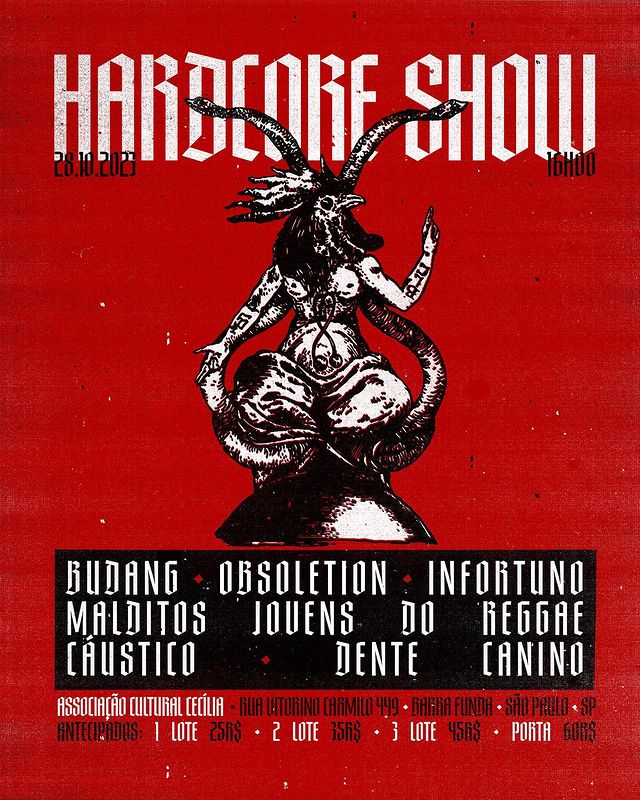 HARDCORE SHOW
28.10.2023 16H00
BUDANG • OBSOLETION • INFORTUNO
MALDITOS JOVENS DO REGGAE
CÁUSTICO • DENTE CANINO
ASSOCIAÇÃO CULTURAL CECÍLIA • RUA VITORINO CARMILO 449 • BARRA FUNDA • SÃO PAULO • SP
ANTECIPADOS: 1 LOTE 25R$ • 2 LOTE 35R$ • 3 LOTE 45R$ • PORTA 60R$